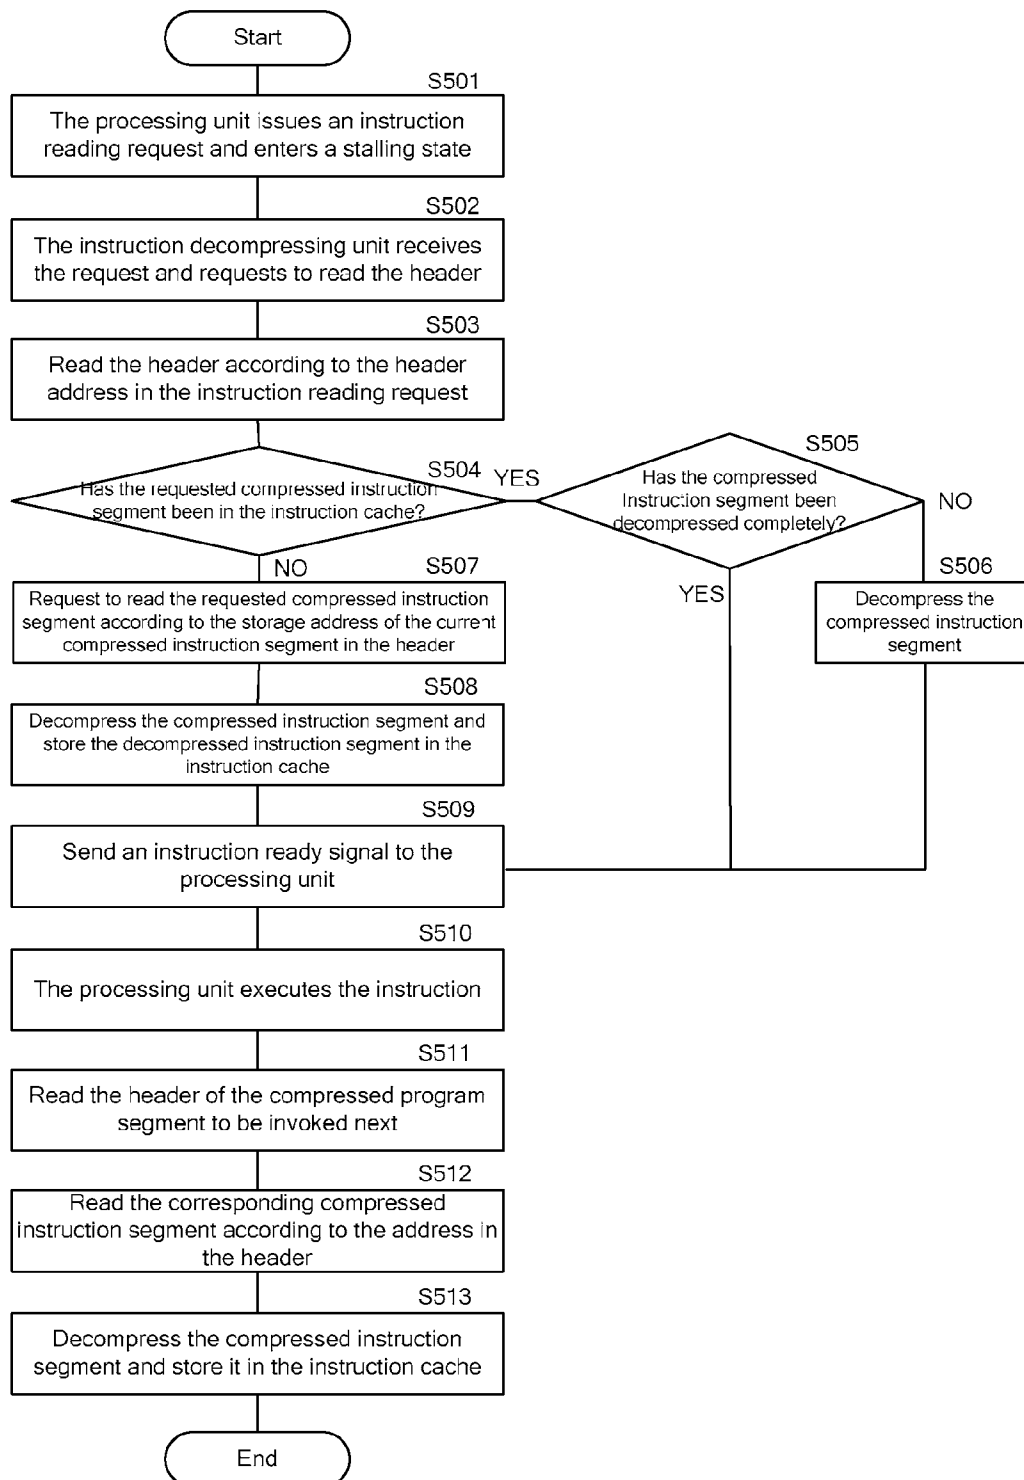 Start
S501
The processing unit issues an instruction
reading request and enters a stalling state
S502
The instruction decompressing unit receives
the request and requests to read the header
S503
Read the header according to the header
address in the instruction reading request
S504
Has the requested compressed instruction
segment been in the instruction cache?
YES
S505
Has the compressed
Instruction segment been
decompressed completely?
NO
YES
S506
Decompress the
compressed instruction
segment
NO
S507
Request to read the requested compressed instruction
segment according to the storage address of the current
compressed instruction segment in the header
S508
Decompress the compressed instruction segment and
store the decompressed instruction segment in the
instruction cache
S509
Send an instruction ready signal to the
processing unit
S510
The processing unit executes the instruction
S511
Read the header of the compressed program
segment to be invoked next
S512
Read the corresponding compressed
instruction segment according to the address in
the header
S513
Decompress the compressed instruction
segment and store it in the instruction cache
End